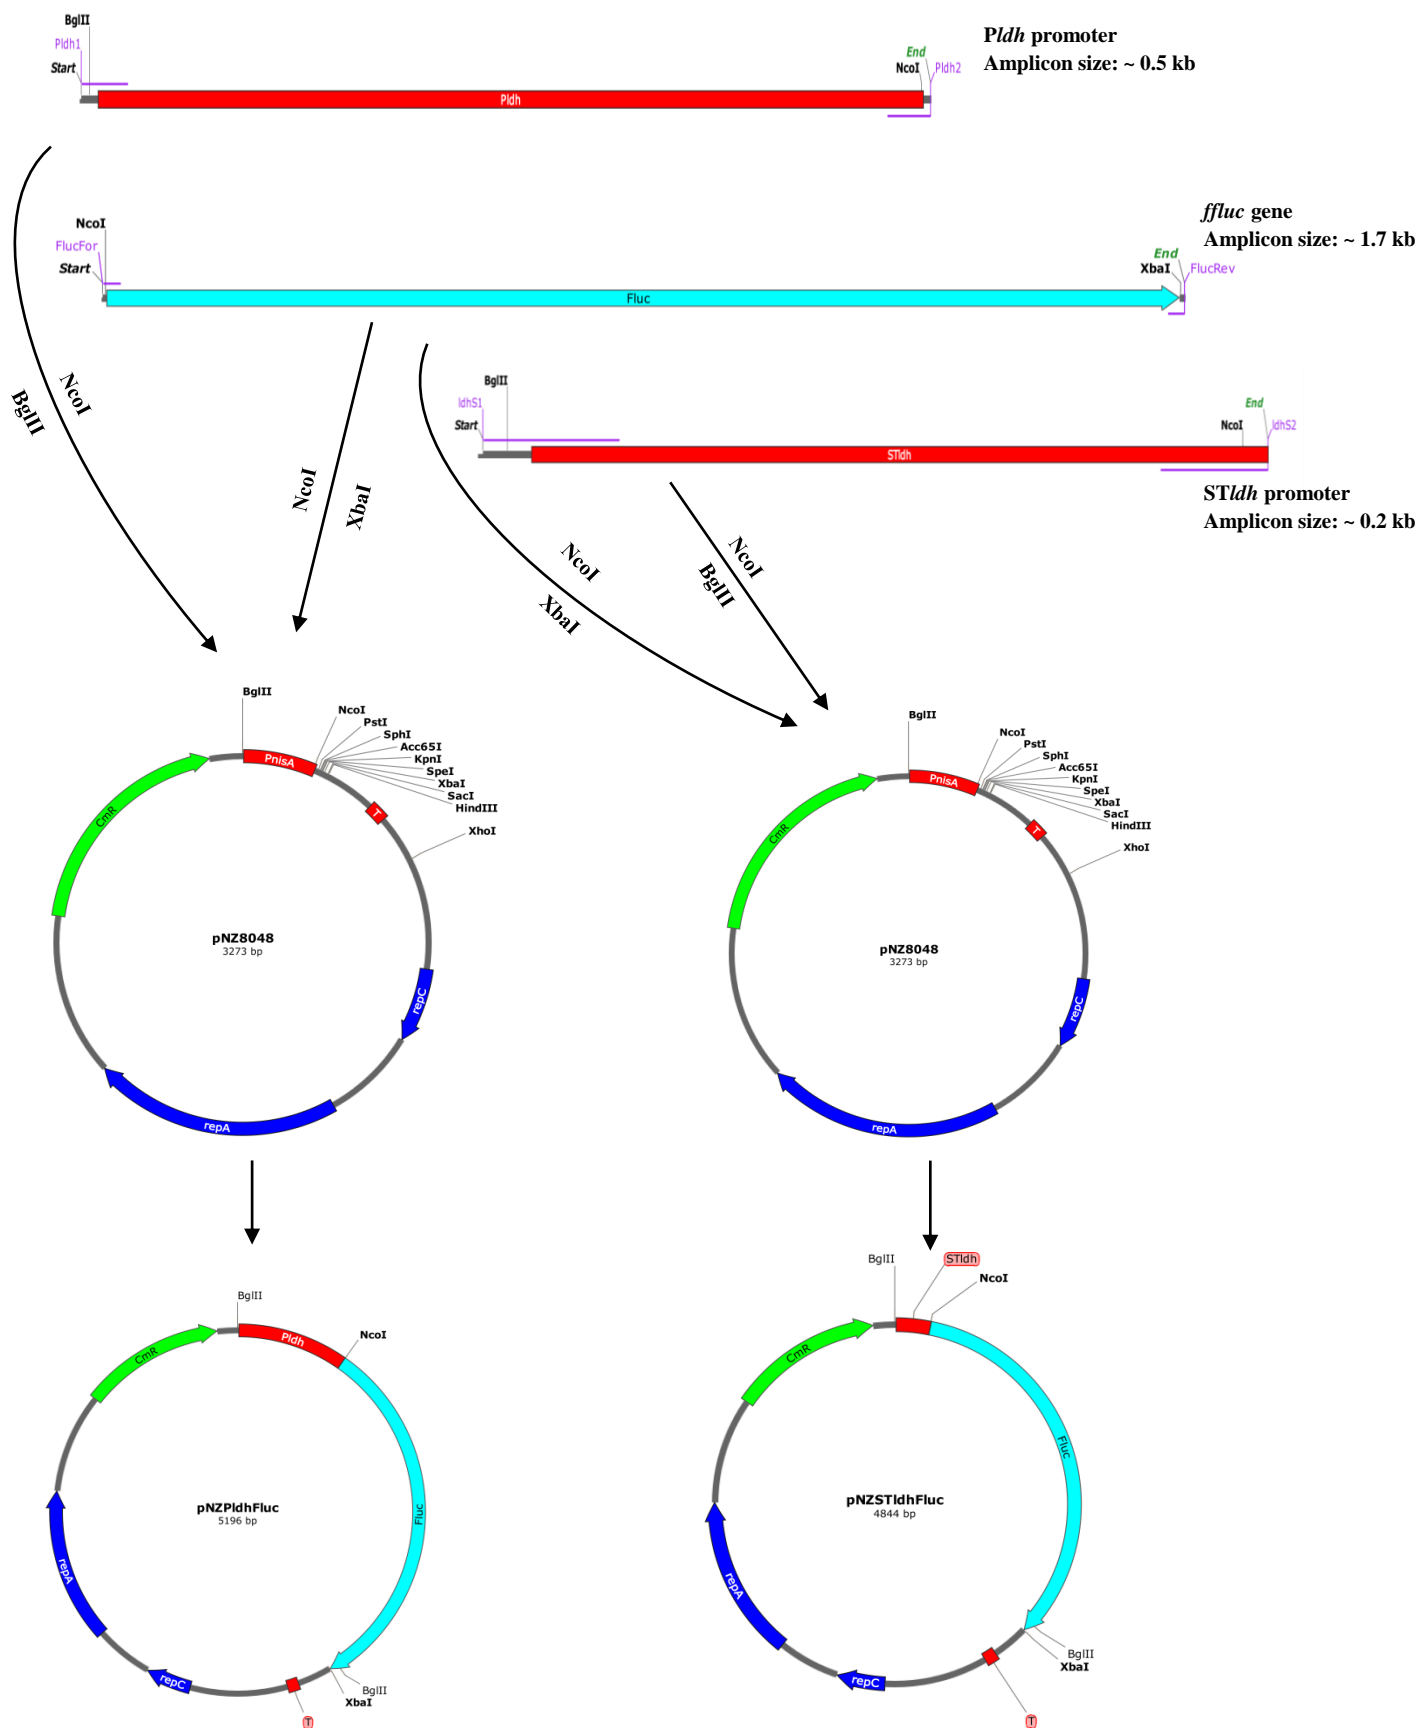 BglII
Pldh1
Start
End
NcoI
Pldh2
Pldh
Pldh promoter
Amplicon size: ~ 0.5 kb
NcoI
FlucFor
Start
End
XbaI
FlucRev
Fluc
ffluc gene
Amplicon size: ~ 1.7 kb
BglII
ldhS1
Start
End
NcoI
ldhS2
STldh
STldh promoter
Amplicon size: ~ 0.2 kb
NcoI
BglII
NcoI
XbaI
NcoI
XbaI
NcoI
BglII
BglII
PnisA
NcoI
PstI
SphI
Acc65I
KpnI
SpeI
XbaI
SacI
HindIII
XhoI
T
CmR
pNZ8048
3273 bp
repC
repA
BglII
PnisA
NcoI
PstI
SphI
Acc65I
KpnI
SpeI
XbaI
SacI
HindIII
XhoI
T
CmR
pNZ8048
3273 bp
repC
repA
BglII
Pldh
NcoI
CmR
pNZPldhFluc
5196 bp
Fluc
repA
repC
BglII
XbaI
T
BglII
STldh
NcoI
CmR
Fluc
pNZSTldhFluc
4844 bp
repA
repC
BglII
XbaI
T